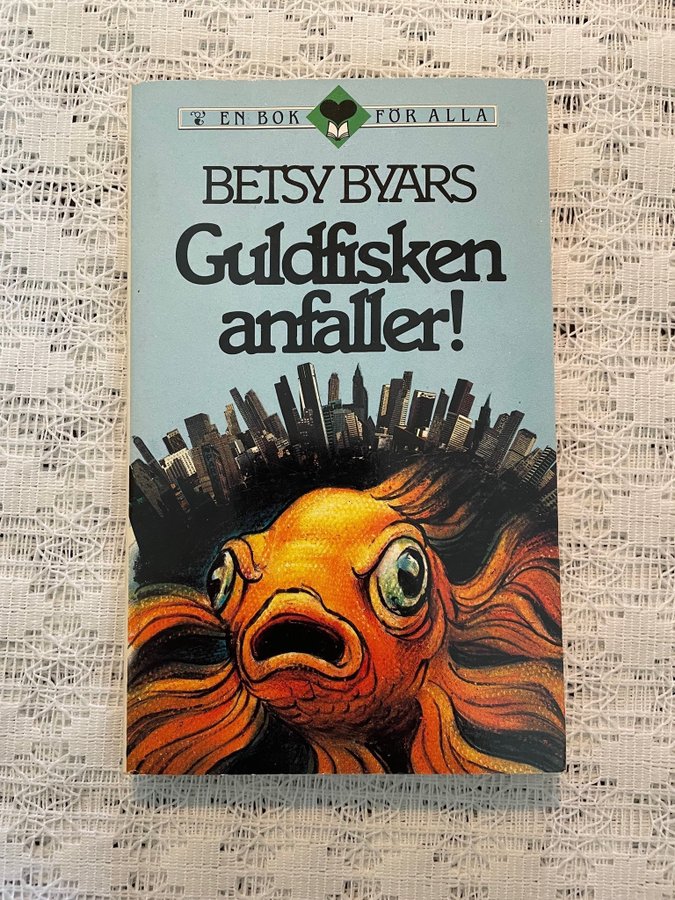 EN BOK FÖR ALLA
BETSY BYARS
Guldfisken
anfaller!